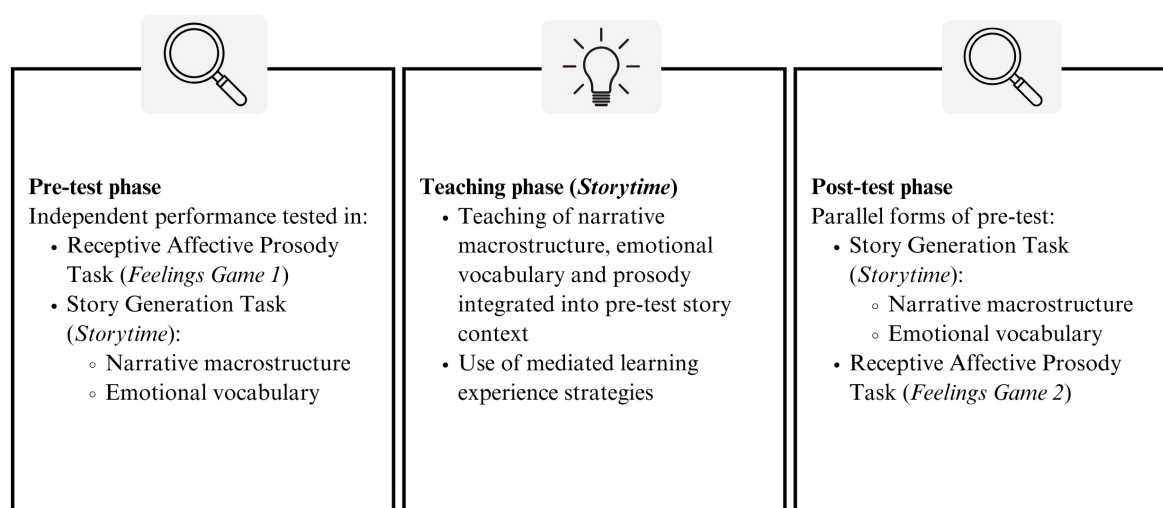 Pre-test phase
Independent performance tested in:
• Receptive Affective Prosody
Task (Feelings Game 1)
• Story Generation Task
(Storytime):
◦ Narrative macrostructure
◦ Emotional vocabulary
Teaching phase (Storytime)
• Teaching of narrative
macrostructure, emotional
vocabulary and prosody
integrated into pre-test story
context
• Use of mediated learning
experience strategies
Post-test phase
Parallel forms of pre-test:
• Story Generation Task
(Storytime):
◦ Narrative macrostructure
◦ Emotional vocabulary
• Receptive Affective Prosody
Task (Feelings Game 2)